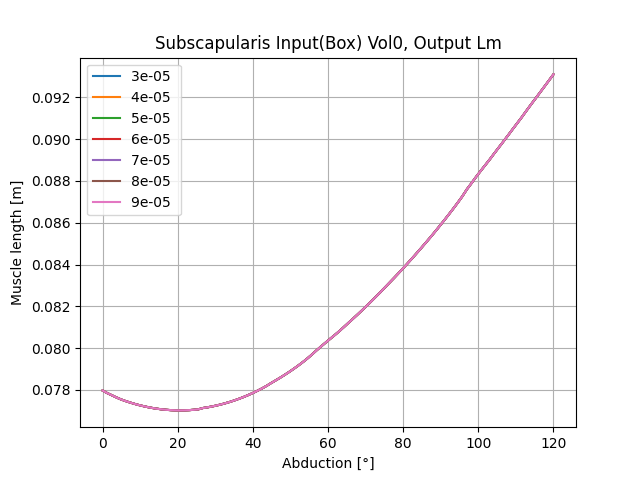 Subscapularis Input(Box) Vol0, Output Lm
3e-05
4e-05
5e-05
6e-05
7e-05
8e-05
9e-05
0.092
0.090
0.088
0.086
0.084
0.082
0.080
0.078
Muscle length [m]
0 20 40 60 80 100 120
Abduction [°]